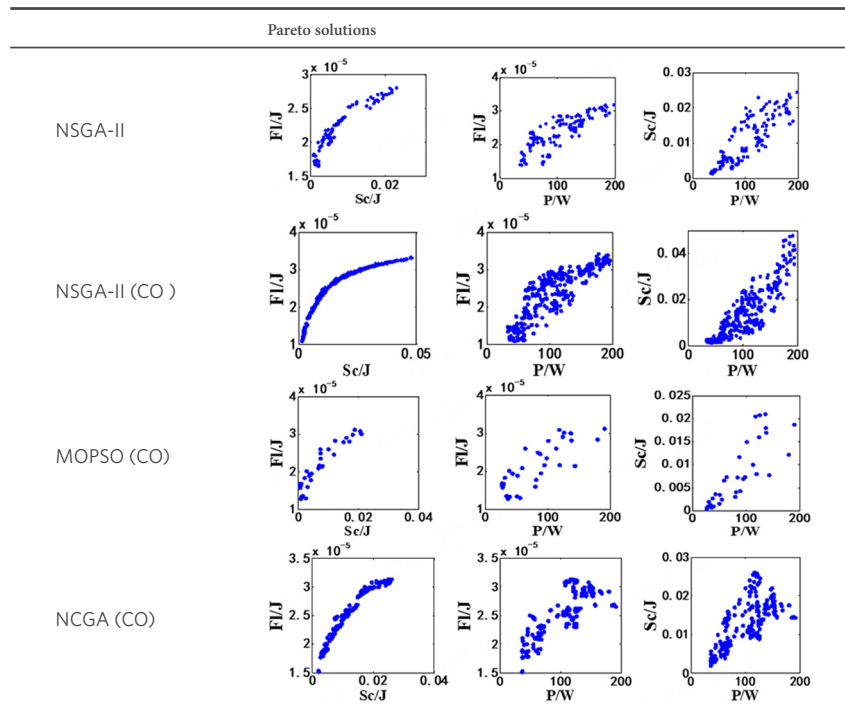 Pareto solutions
NSGA-II
3 x 10⁻⁵
2.5
2
1.5
0 0.02
Sc/J
Fl/J
4 x 10⁻⁵
3
2
1
0 100 200
P/W
Fl/J
0.03
0.02
0.01
0
0 100 200
P/W
Sc/J
NSGA-II (CO )
4 x 10⁻⁵
3
2
1
0 0.05
Sc/J
Fl/J
4 x 10⁻⁵
3
2
1
0 100 200
P/W
Fl/J
0.04
0.02
0
0 100 200
P/W
Sc/J
MOPSO (CO)
4 x 10⁻⁵
3
2
1
0 0.02 0.04
Sc/J
Fl/J
4 x 10⁻⁵
3
2
1
0 100 200
P/W
Fl/J
0.025
0.02
0.015
0.01
0.005
0
0 100 200
P/W
Sc/J
NCGA (CO)
3.5 x 10⁻⁵
3
2.5
2
1.5
0 0.02 0.04
Sc/J
Fl/J
3.5 x 10⁻⁵
3
2.5
2
1.5
0 100 200
P/W
Fl/J
0.03
0.02
0.01
0
0 100 200
P/W
Sc/J